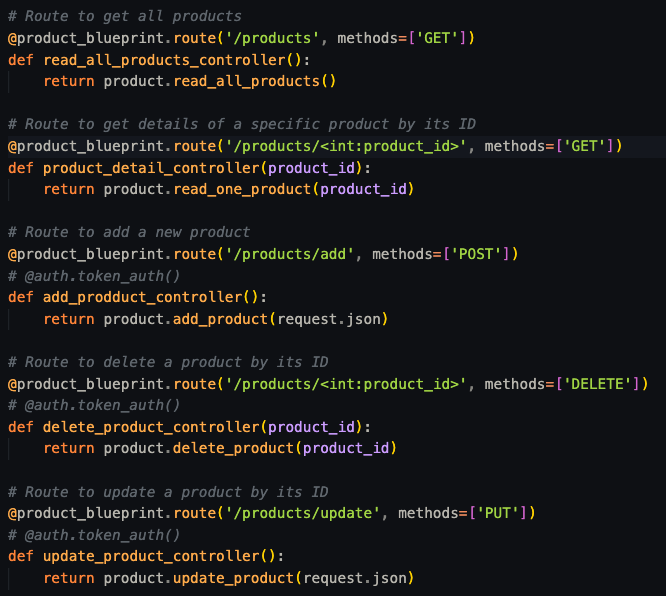 # Route to get all products
@product_blueprint.route('/products', methods=['GET'])
def read_all_products_controller():
    return product.read_all_products()

# Route to get details of a specific product by its ID
@product_blueprint.route('/products/<int:product_id>', methods=['GET'])
def product_detail_controller(product_id):
    return product.read_one_product(product_id)

# Route to add a new product
@product_blueprint.route('/products/add', methods=['POST'])
# @auth.token_auth()
def add_prodduct_controller():
    return product.add_product(request.json)

# Route to delete a product by its ID
@product_blueprint.route('/products/<int:product_id>', methods=['DELETE'])
# @auth.token_auth()
def delete_product_controller(product_id):
    return product.delete_product(product_id)

# Route to update a product by its ID
@product_blueprint.route('/products/update', methods=['PUT'])
# @auth.token_auth()
def update_product_controller():
    return product.update_product(request.json)